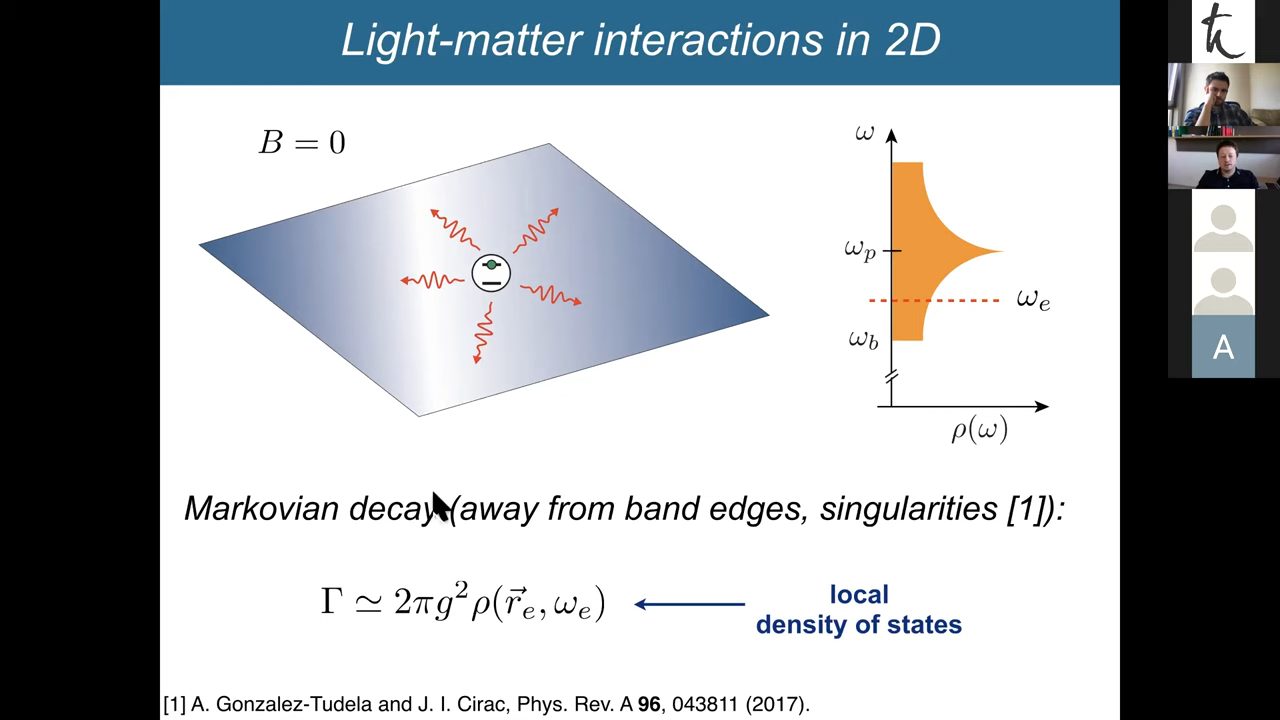 Light-matter interactions in 2D
B = 0
ω
ω_p
ω_e
ω_b
ρ(ω)
Markovian decay (away from band edges, singularities [1]):
Γ ≃ 2πg²ρ(r⃗_e, ω_e)
local
density of states
[1] A. Gonzalez-Tudela and J. I. Cirac, Phys. Rev. A 96, 043811 (2017).
A